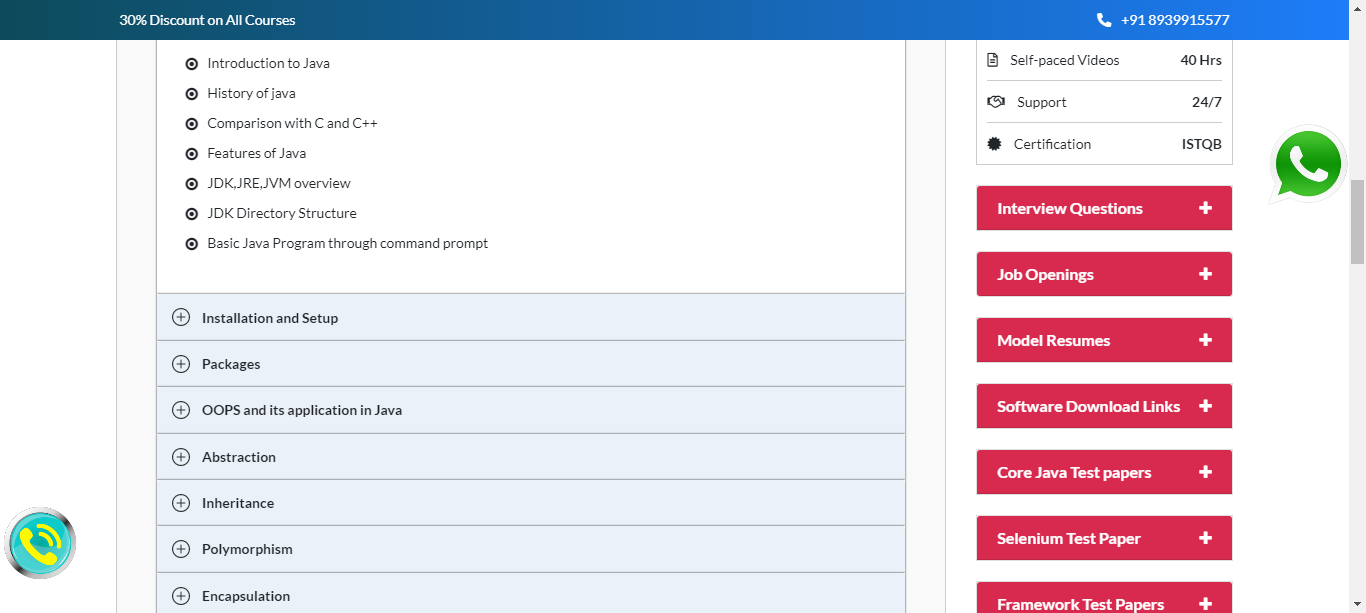 30% Discount on All Courses
+91 8939915577
Introduction to Java
History of java
Comparison with C and C++
Features of Java
JDK,JRE,JVM overview
JDK Directory Structure
Basic Java Program through command prompt
Installation and Setup
Packages
OOPS and its application in Java
Abstraction
Inheritance
Polymorphism
Encapsulation
Self-paced Videos 40 Hrs
Support 24/7
Certification ISTQB
Interview Questions
Job Openings
Model Resumes
Software Download Links
Core Java Test papers
Selenium Test Paper
Framework Test Papers